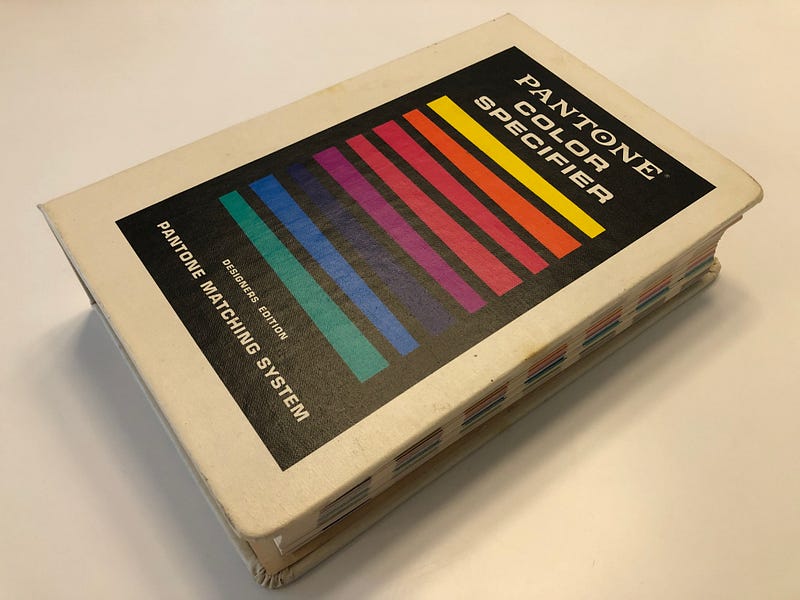 PANTONE®
COLOR
SPECIFIER
DESIGNERS EDITION
PANTONE MATCHING SYSTEM